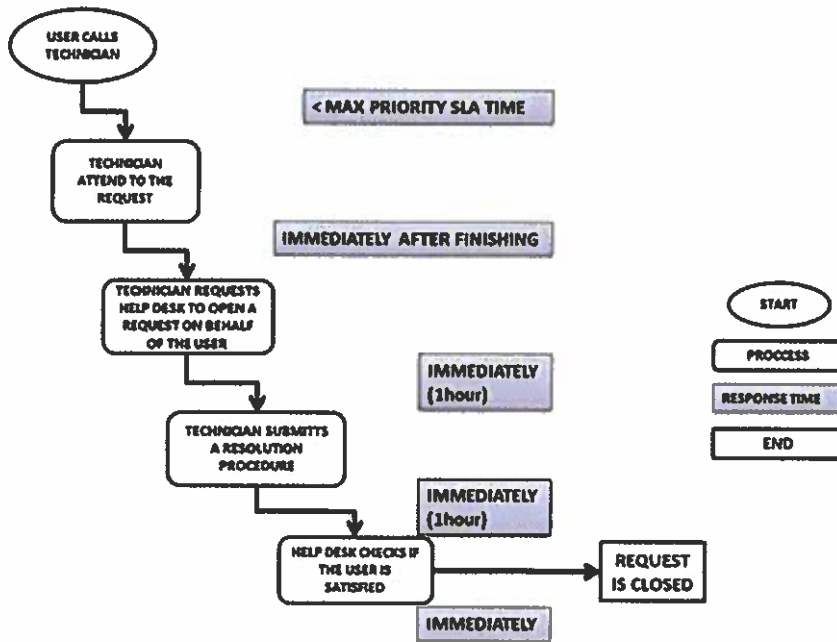 USER CALLS
TECHNICIAN
< MAX PRIORITY SLA TIME
TECHNICIAN
ATTEND TO THE
REQUEST
IMMEDIATELY AFTER FINISHING
TECHNICIAN REQUESTS
HELP DESK TO OPEN A
REQUEST ON BEHALF
OF THE USER
START
PROCCESS
RESPONSE TIME
END
IMMEDIATELY
(1hour)
TECHNICIAN SUBMITTS
A RESOLUTION
PROCEDURE
IMMEDIATELY
(1hour)
HELP DESK CHECKS IF
THE USER IS
SATISFIED
REQUEST
IS CLOSED
IMMEDIATELY